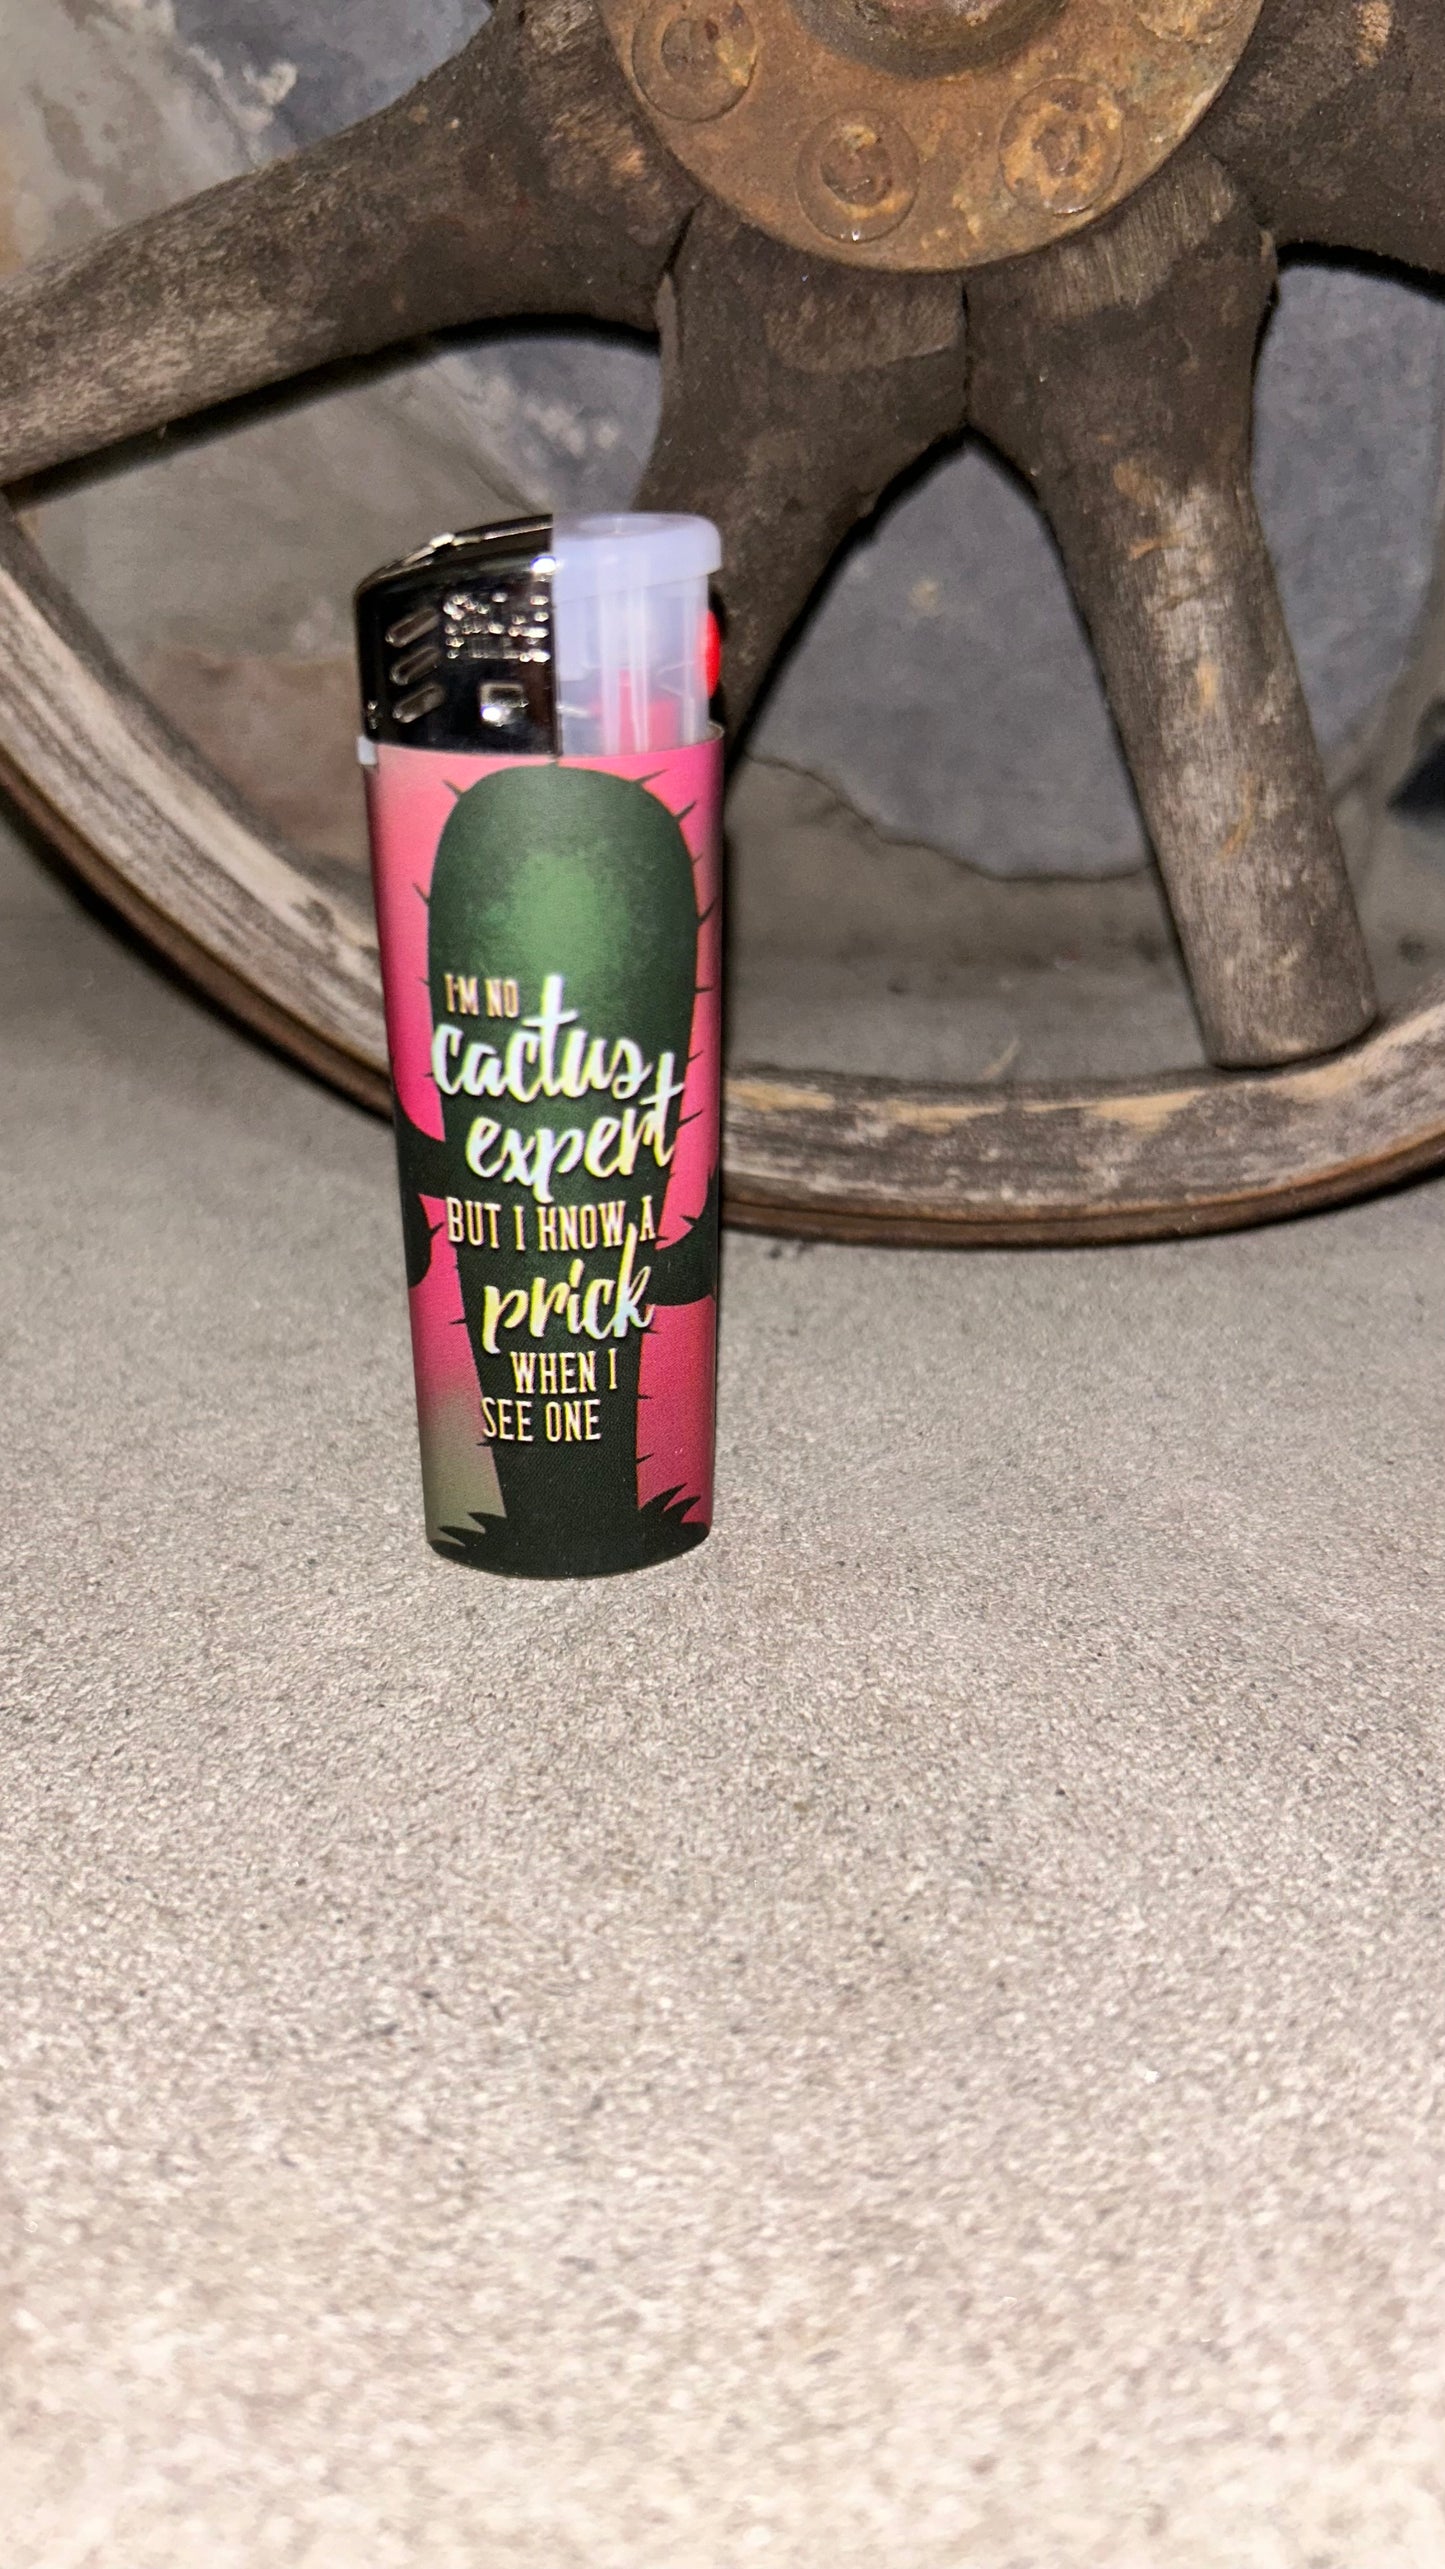 I'M NO
cactus
expert
BUT I KNOW A
prick
WHEN I
SEE ONE